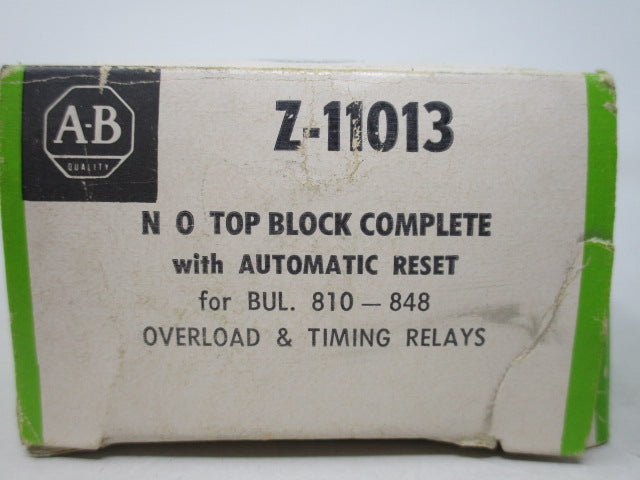 A-B
QUALITY
Z-11013
N O TOP BLOCK COMPLETE
with AUTOMATIC RESET
for BUL. 810 — 848
OVERLOAD & TIMING RELAYS